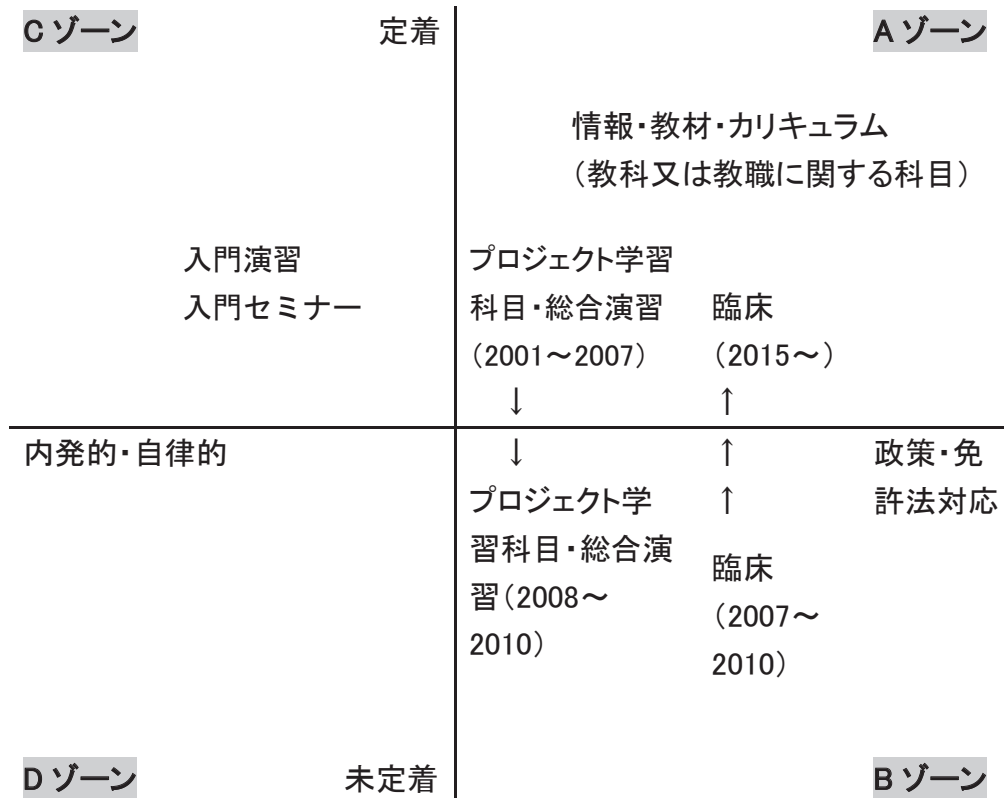 Cゾーン
定着
Aゾーン
情報・教材・カリキュラム
（教科又は教職に関する科目）
入門演習
入門セミナー
プロジェクト学習
科目・総合演習
（2001～2007）
↓
臨床
（2015～）
↑
内発的・自律的
↓
プロジェクト学
習科目・総合演
習（2008～
2010）
↑
↑
臨床
（2007～
2010）
政策・免
許法対応
Dゾーン
未定着
Bゾーン